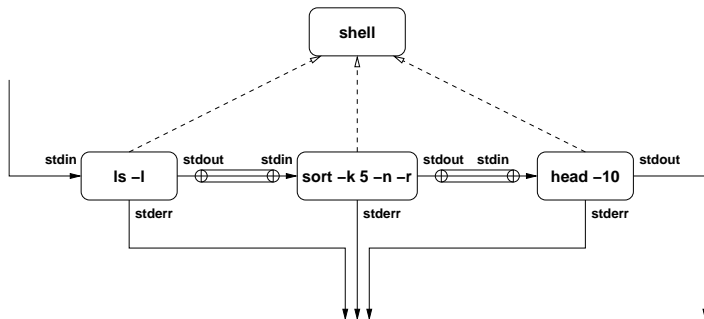 shell
stdin
ls –l
stdout
stdin
sort –k 5 –n –r
stdout
stdin
head –10
stdout
stderr
stderr
stderr